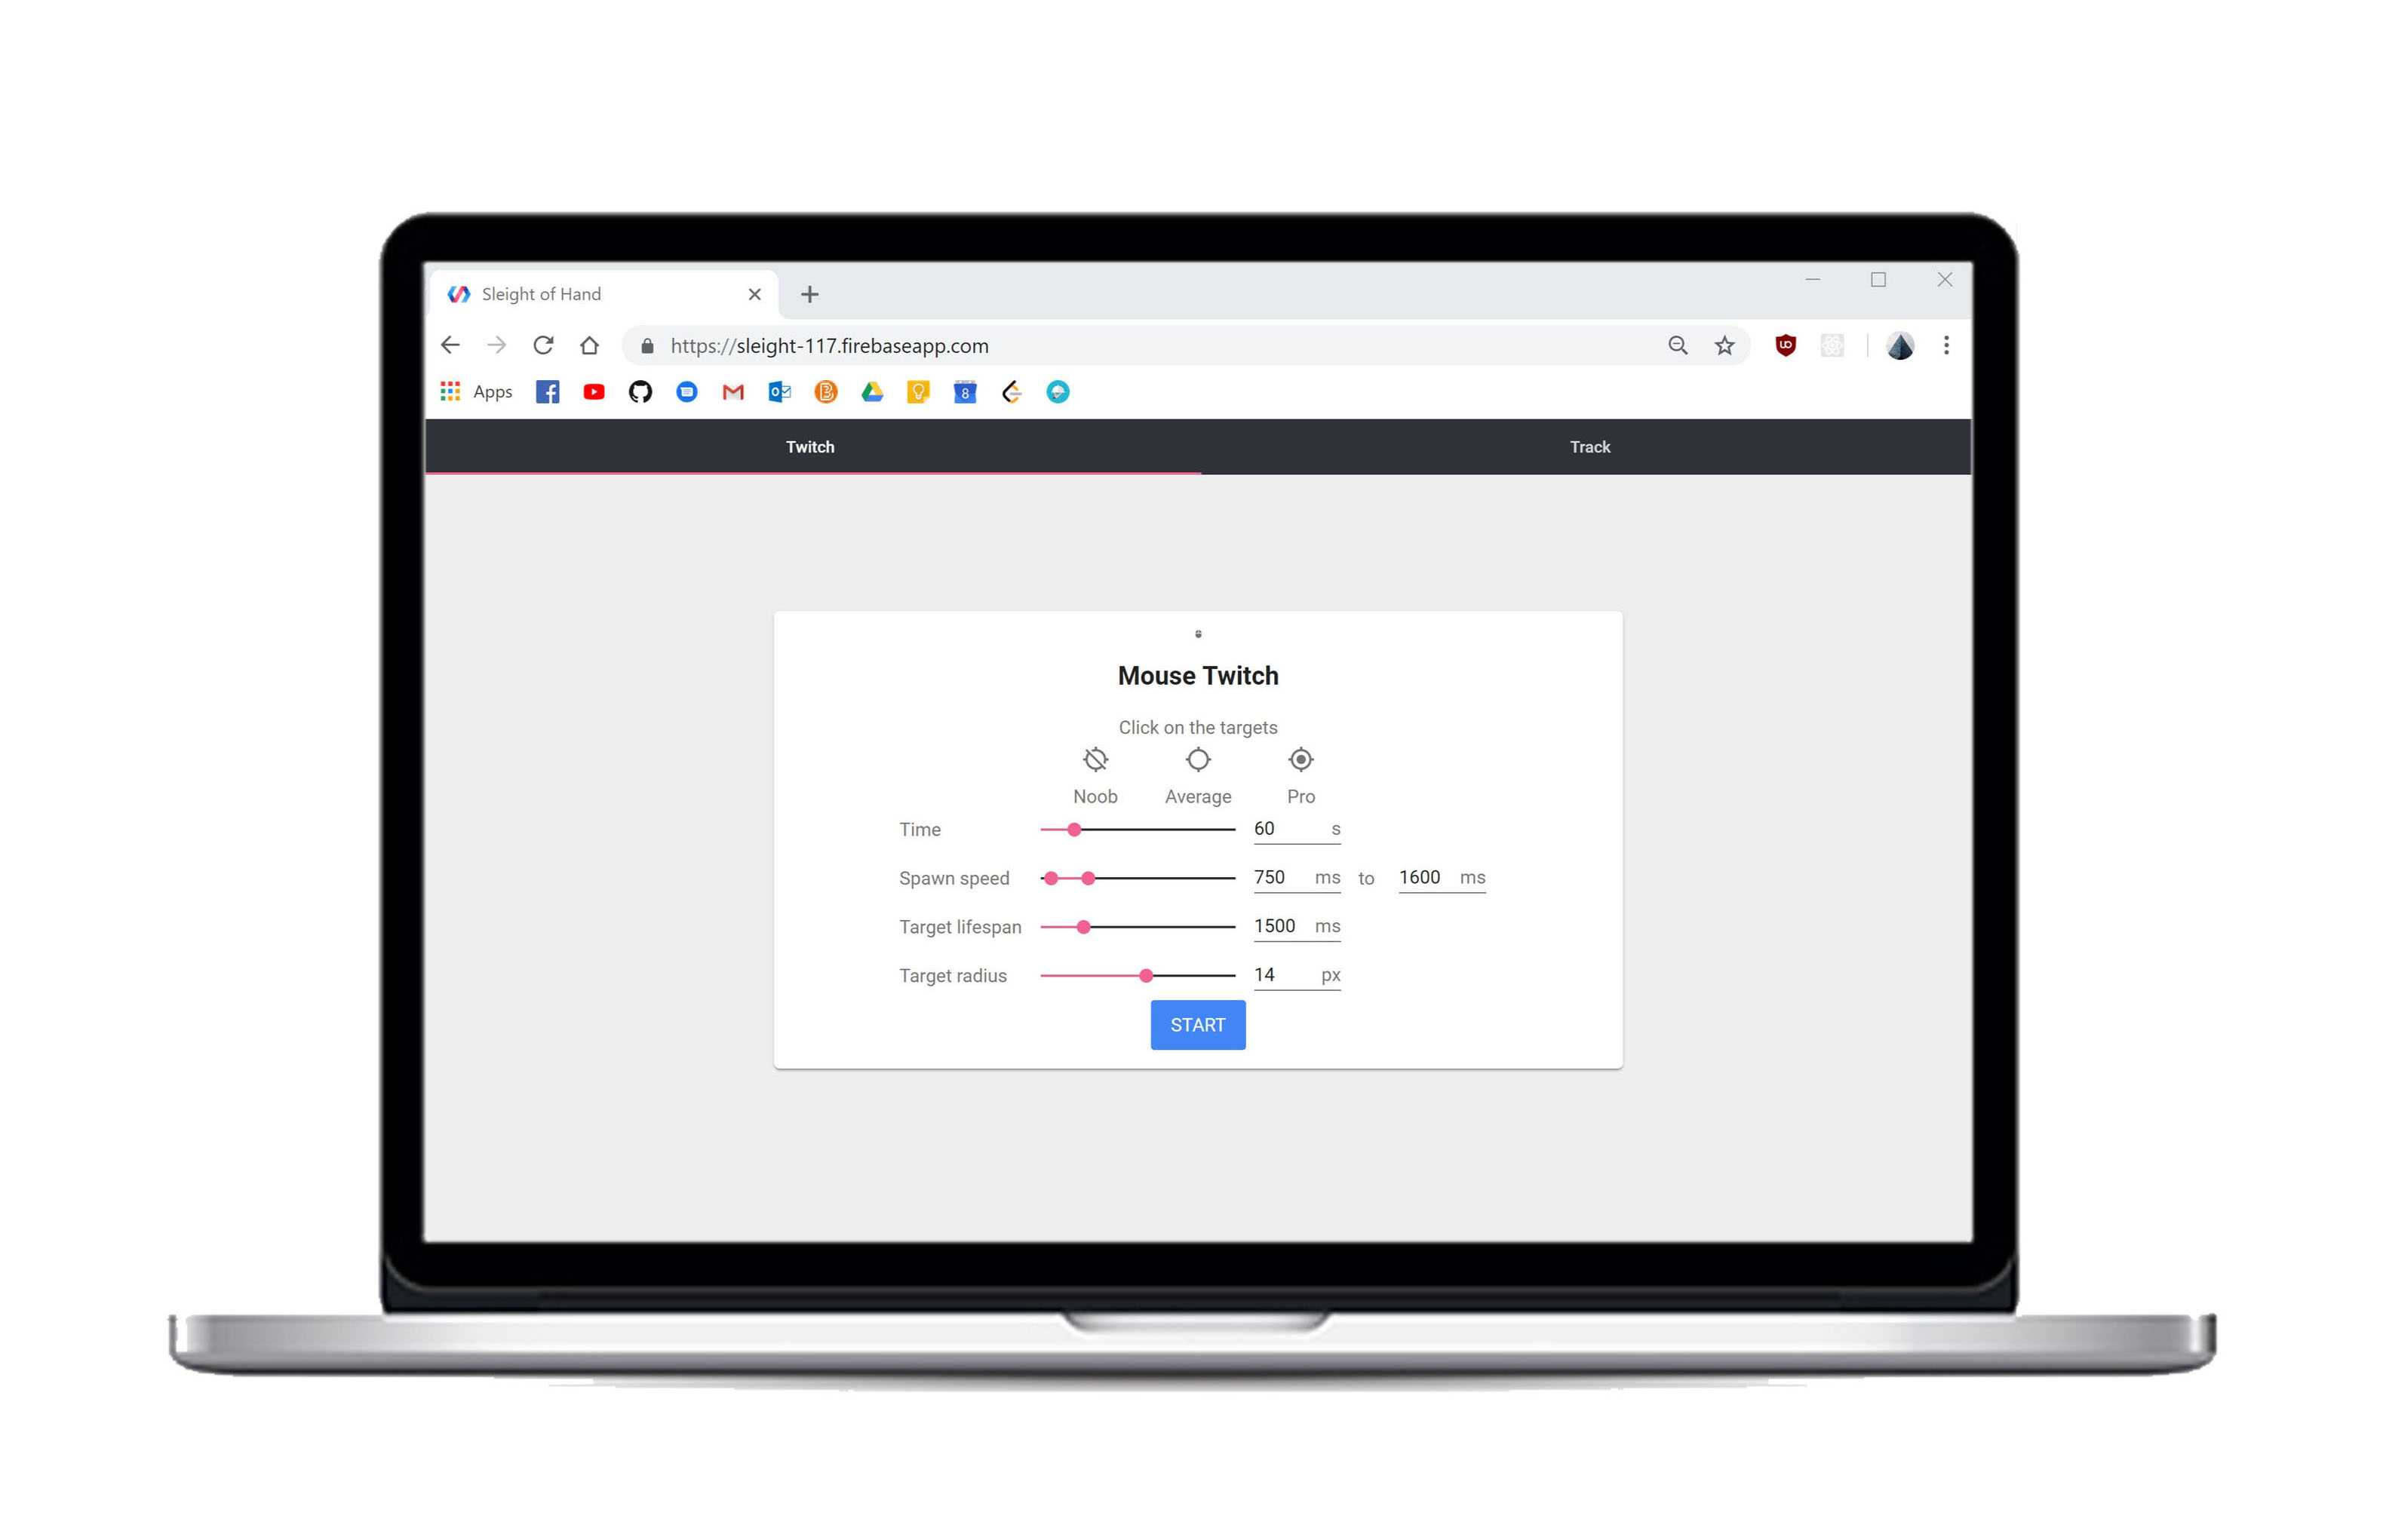 Sleight of Hand
https://sleight-117.firebaseapp.com
Apps
8
Twitch Track
Mouse Twitch
Click on the targets
Noob Average Pro
Time 60 s
Spawn speed 750 ms to 1600 ms
Target lifespan 1500 ms
Target radius 14 px
START